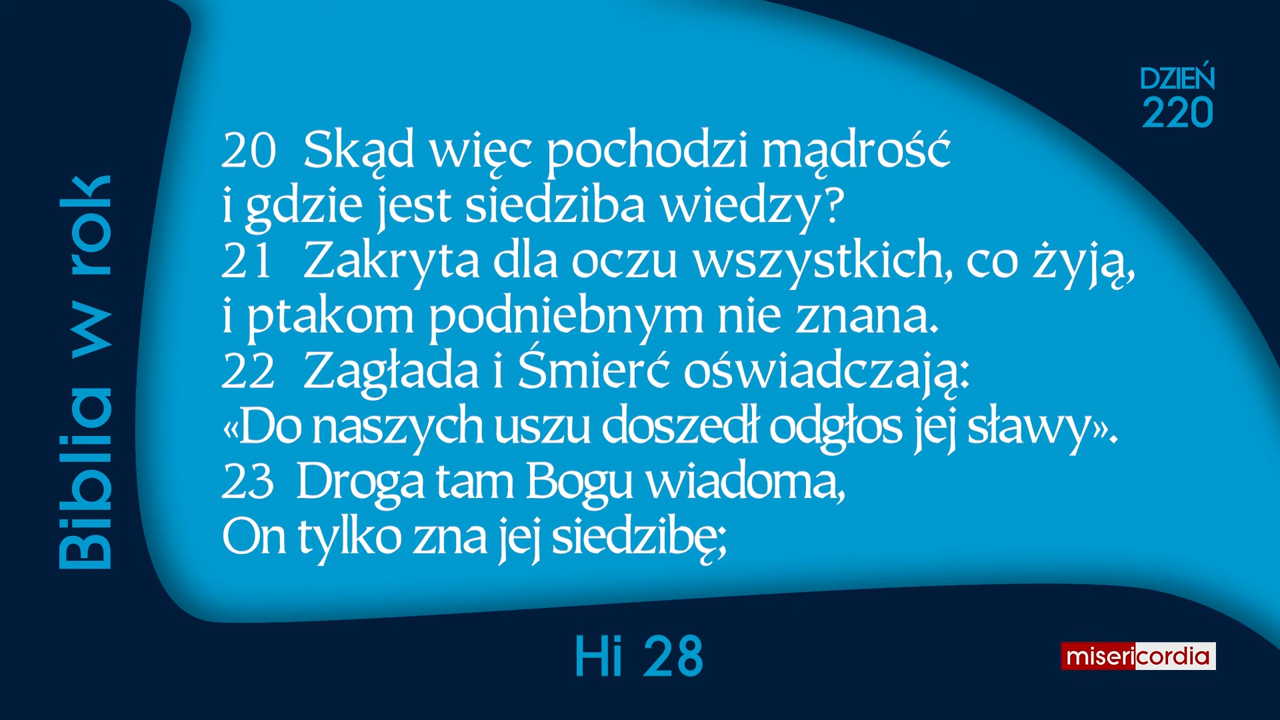 DZIEŃ
220
20 Skąd więc pochodzi mądrość
i gdzie jest siedziba wiedzy?
21 Zakryta dla oczu wszystkich, co żyją,
i ptakom podniebnym nie znana.
22 Zagłada i Śmierć oświadczają:
«Do naszych uszu doszedł odgłos jej sławy».
23 Droga tam Bogu wiadoma,
On tylko zna jej siedzibę;
Biblia w rok
Hi 28
misericordia